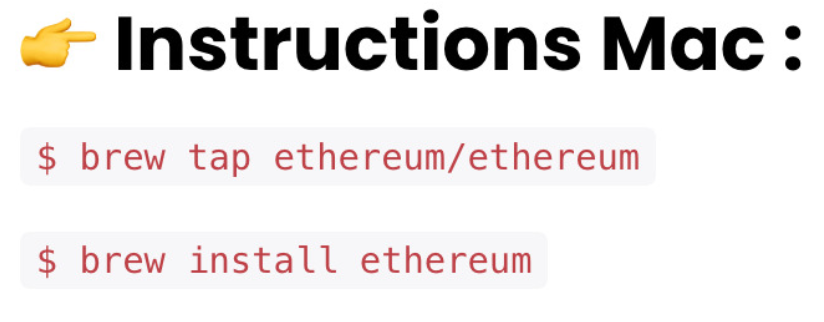 👉 Instructions Mac :
$ brew tap ethereum/ethereum
$ brew install ethereum